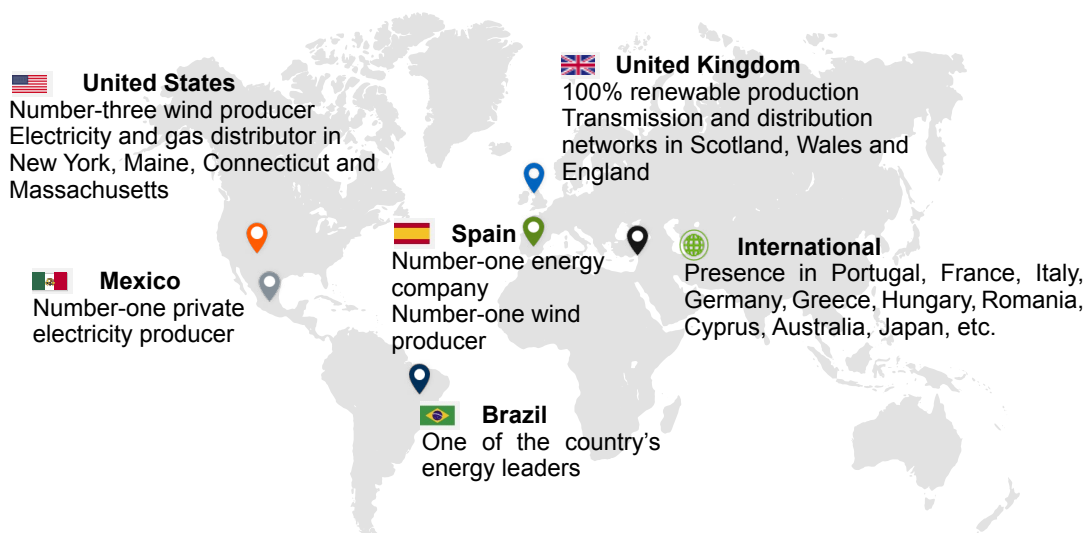 United States
Number-three wind producer
Electricity and gas distributor in
New York, Maine, Connecticut and
Massachusetts
United Kingdom
100% renewable production
Transmission and distribution
networks in Scotland, Wales and
England
Mexico
Number-one private
electricity producer
Spain
Number-one energy
company
Number-one wind
producer
International
Presence in Portugal, France, Italy,
Germany, Greece, Hungary, Romania,
Cyprus, Australia, Japan, etc.
Brazil
One of the country's
energy leaders